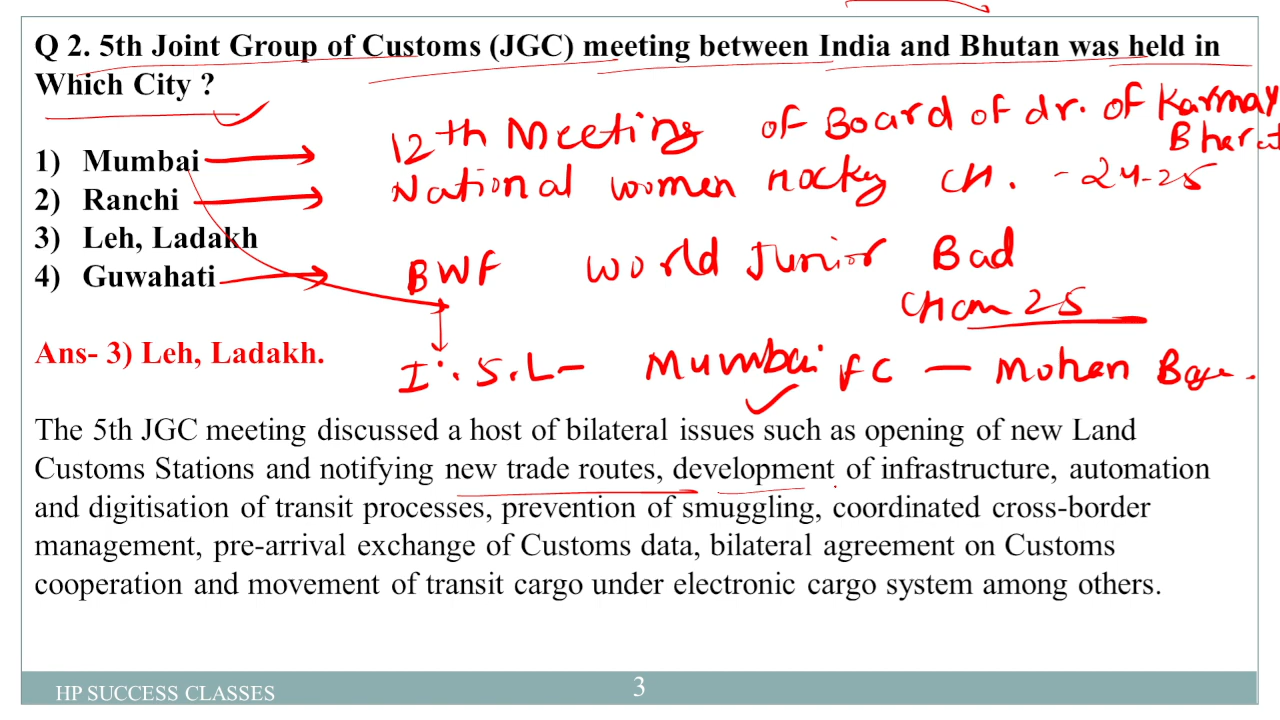 Q 2. 5th Joint Group of Customs (JGC) meeting between India and Bhutan was held in
Which City ?
12th Meeting of Board of dr. of Karmay
Bharat
1) Mumbai
National women hocky CH. - 24-25
2) Ranchi
3) Leh, Ladakh
BWF World Junior Bad
4) Guwahati
Cham 25
Ans- 3) Leh, Ladakh.
I. S. L - Mumbai FC - Mohan
The 5th JGC meeting discussed a host of bilateral issues such as opening of new Land
Customs Stations and notifying new trade routes, development of infrastructure, automation
and digitisation of transit processes, prevention of smuggling, coordinated cross-border
management, pre-arrival exchange of Customs data, bilateral agreement on Customs
cooperation and movement of transit cargo under electronic cargo system among others.
HP SUCCESS CLASSES
3